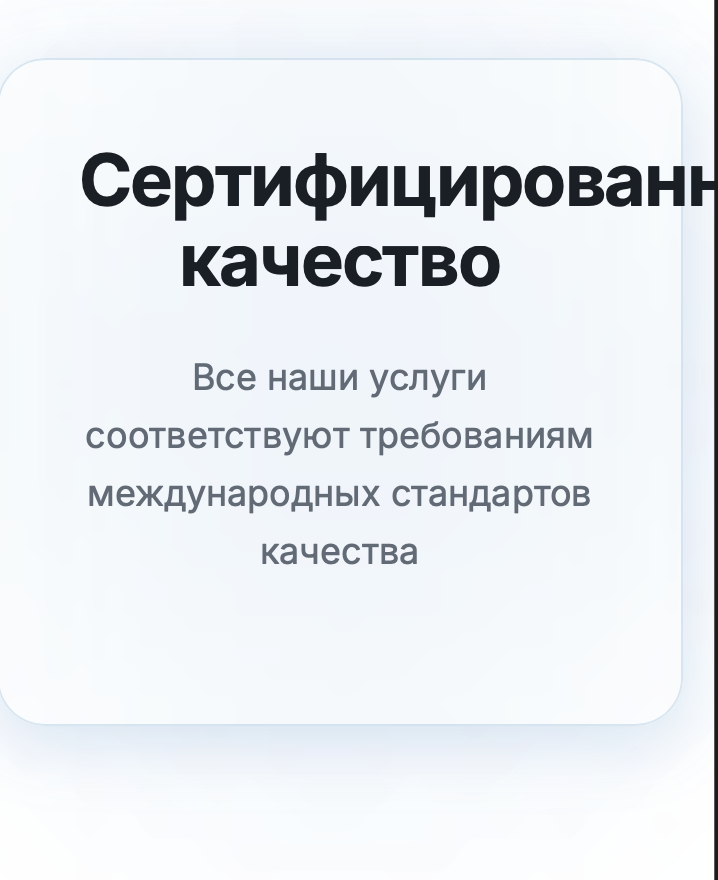 Сертифицированн
качество
Все наши услуги
соответствуют требованиям
международных стандартов
качества